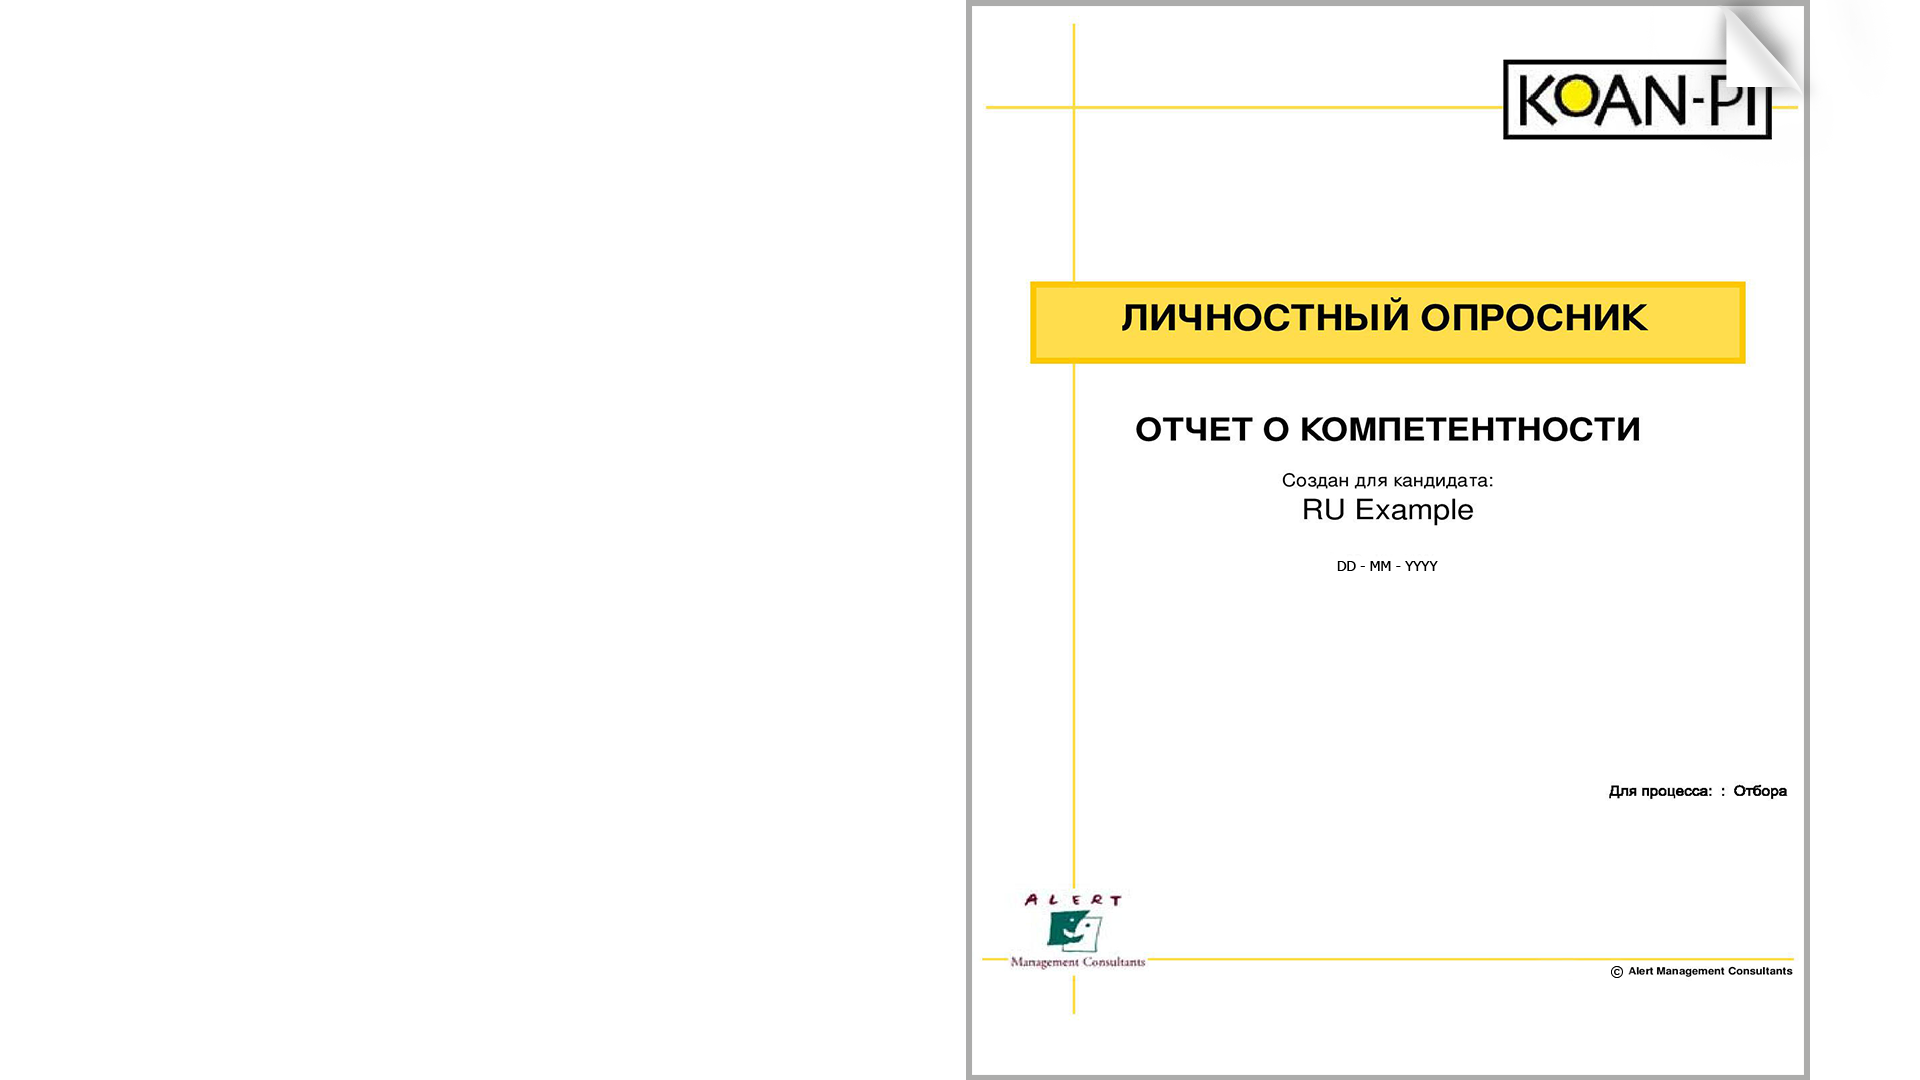 KOAN-PI
ЛИЧНОСТНЫЙ ОПРОСНИК
ОТЧЕТ О КОМПЕТЕНТНОСТИ
Создан для кандидата:
RU Example
DD - MM - YYYY
Для процесса: : Отбора
ALERT
Management Consultants
© Alert Management Consultants